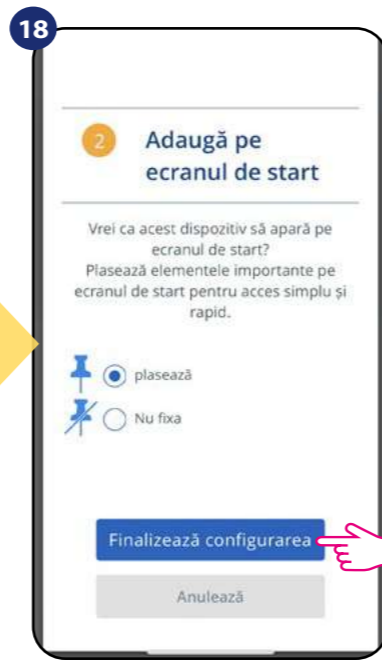 18
2
Adaugă pe
ecranul de start
Vrei ca acest dispozitiv să apară pe
ecranul de start?
Plasează elementele importante pe
ecranul de start pentru acces simplu și
rapid.
plasează
Nu fixa
Finalizează configurarea
Anulează